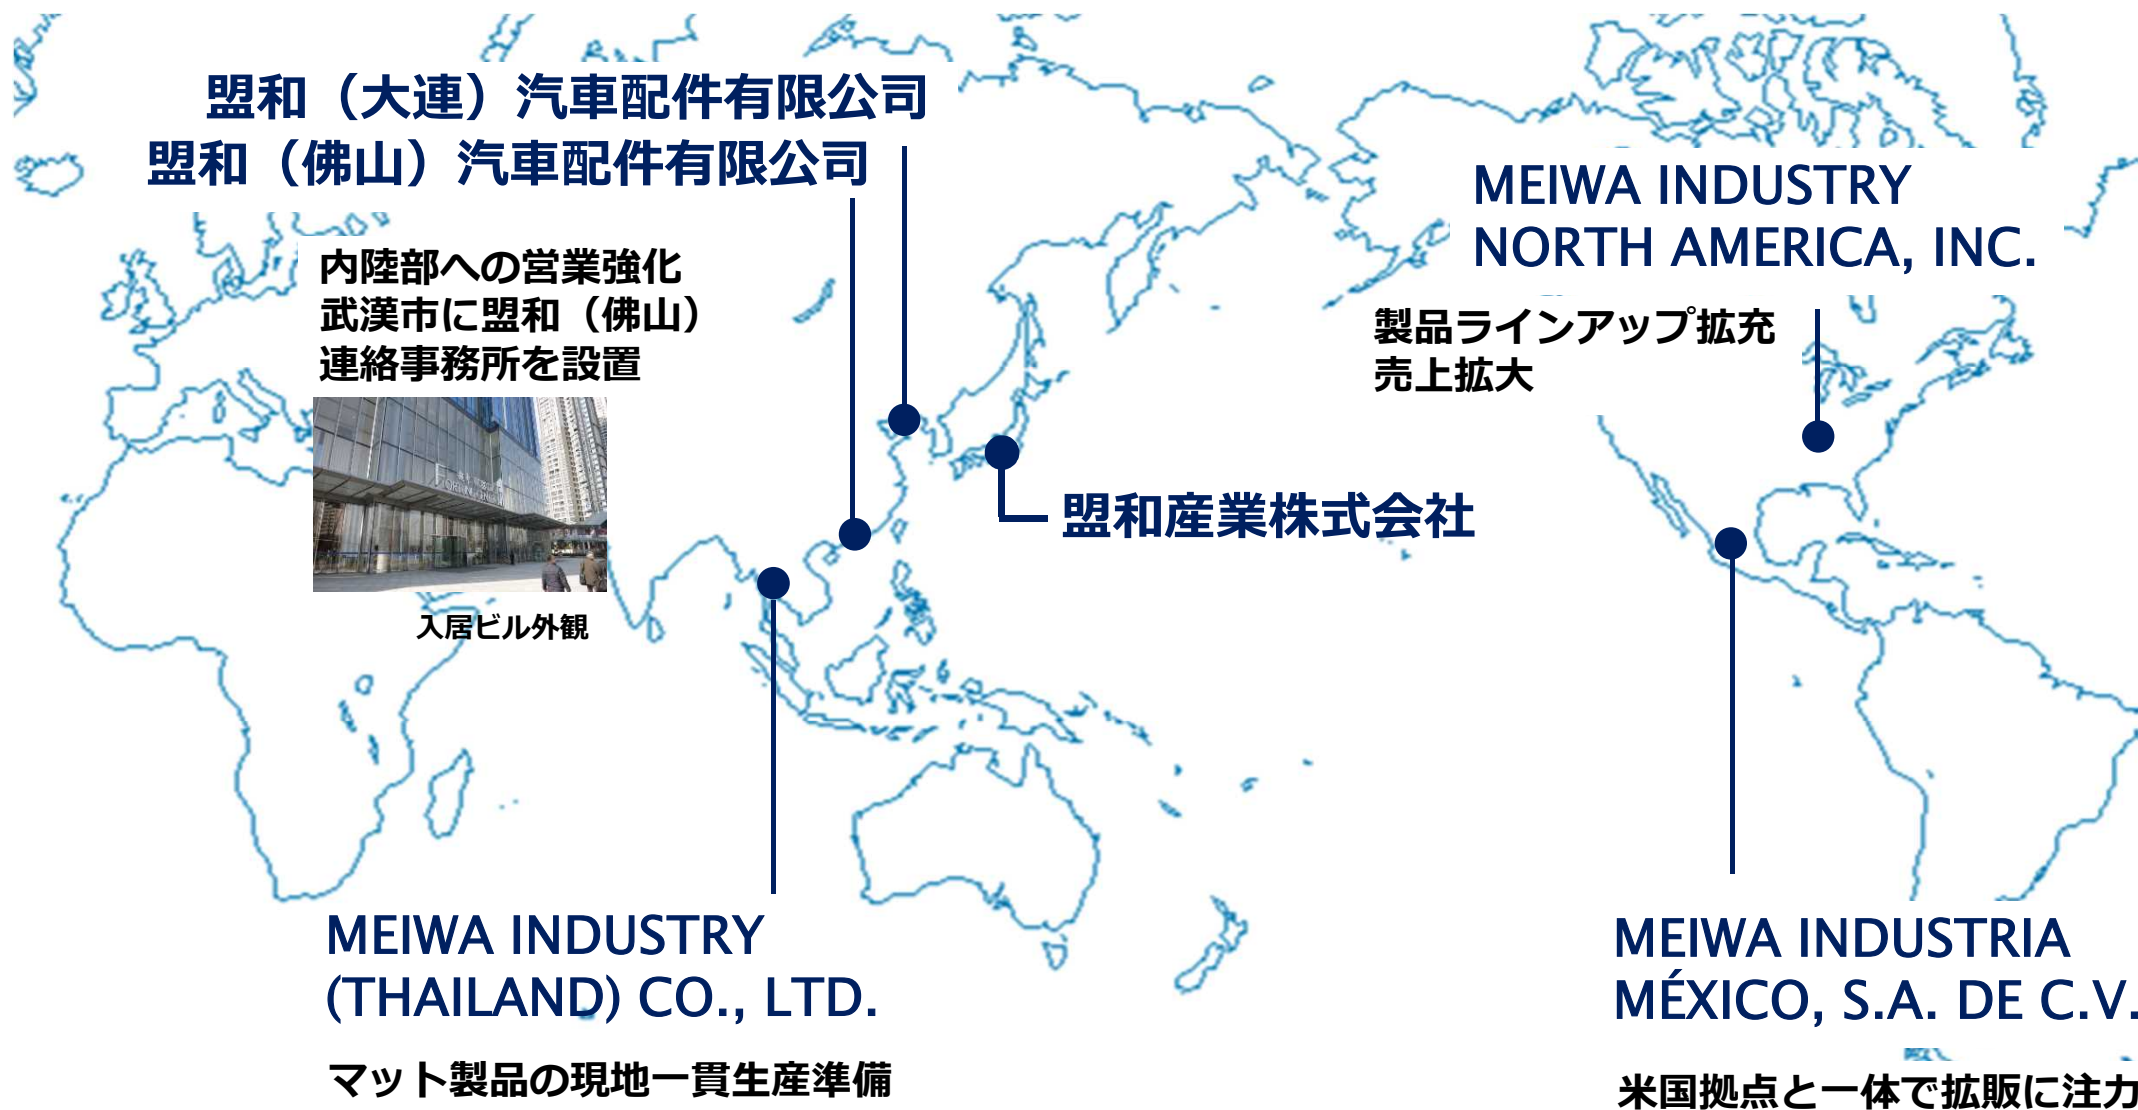 盟和（大連）汽車配件有限公司
盟和（佛山）汽車配件有限公司
内陸部への営業強化
武漢市に盟和（佛山）
連絡事務所を設置
入居ビル外観
MEIWA INDUSTRY
NORTH AMERICA, INC.
製品ラインアップ拡充
売上拡大
盟和産業株式会社
MEIWA INDUSTRY
(THAILAND) CO., LTD.
マット製品の現地一貫生産準備
MEIWA INDUSTRIA
MÉXICO, S.A. DE C.V.
米国拠点と一体で拡販に注力